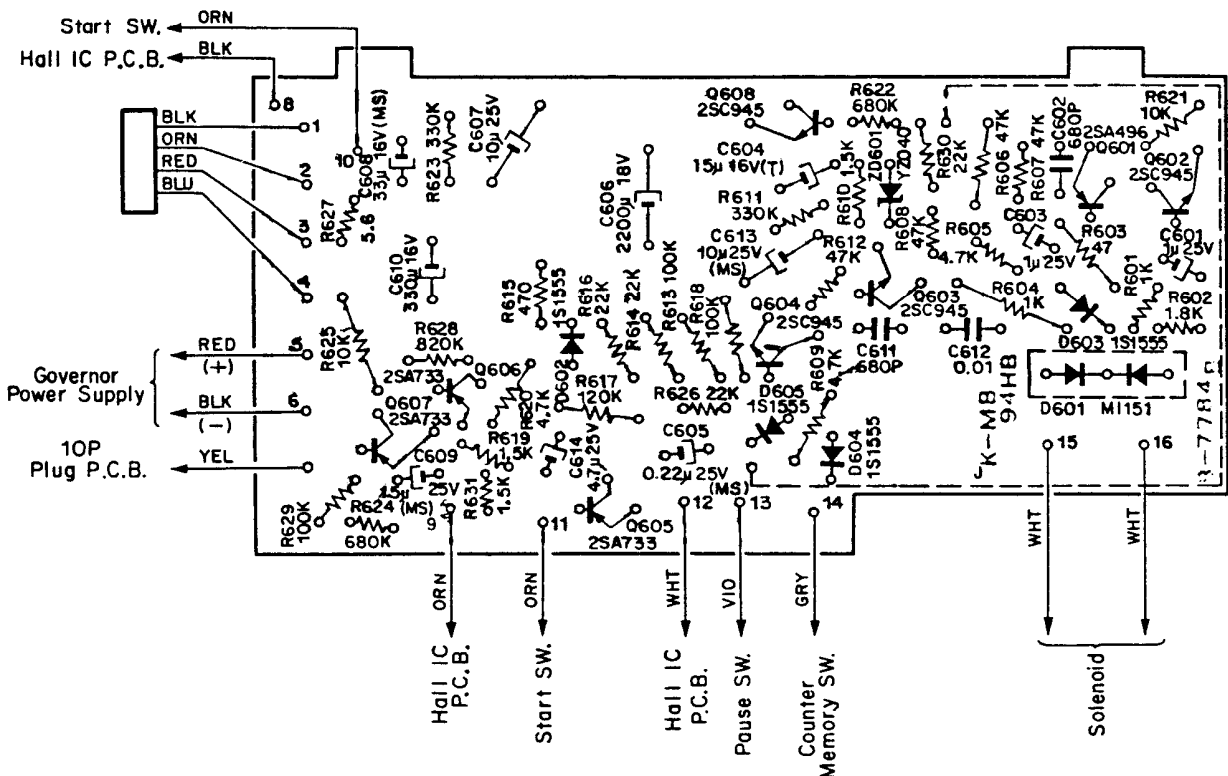 Start SW.
ORN
Hall IC P.C.B.
BLK
8
BLK
1
ORN
2
RED
3
BLU
4
10
C608
33μ 16V(MS)
R623 330K
C607
10μ 25V
R627
5.6
C606
2200μ 18V
Q608
2SC945
R622
680K
C604
15μ 16V(T)
R611
330K
C613
10μ25V
(MS)
R610
1.5K
ZD601
YZ040
R608
47K
R630
22K
R606 47K
R607 47K
C602
680P
2SA496
Q601
R621
10K
Q602
2SC945
R605
4.7K
C603
1μ 25V
R603
47
C601
1μ 25V
R612
47K
R601
1K
R604
1K
R602
1.8K
C610
330μ 16V
R615
470
1S1555
D602
R616
22K
R614 22K
R613 100K
R618
100K
Q604
2SC945
Q603
2SC945
C611
680P
C612
0.01
D603 1S1555
R609
4.7K
R625
10K
R628
820K
2SA733
Q606
Q607
2SA733
R620
4.7K
R617
120K
R626 22K
D605
1S1555
D604
1S1555
D601 M1151
K-MB
94HB
R619
1.5K
C614
4.7μ25V
C605
0.22μ25V
(MS)
C609
15μ 25V
(MS)
R631
1.5K
R629
100K
R624
680K
Q605
2SA733
RED
(+)
5
Governor
Power Supply
BLK
(−)
6
10P
Plug P.C.B.
YEL
9
11
12
13
14
15
16
ORN
Hall IC
P.C.B.
ORN
Start SW.
WHT
Hall IC
P.C.B.
VIO
Pause SW.
GRY
Counter
Memory SW.
WHT
WHT
Solenoid